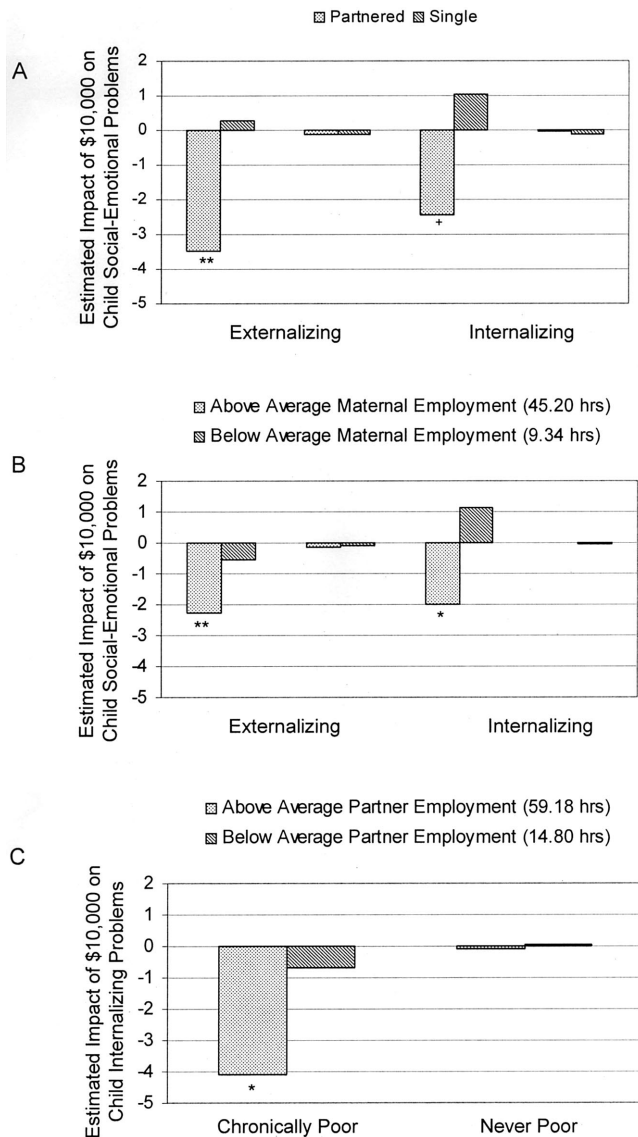 Partnered Single
A
Estimated Impact of $10,000 on
Child Social-Emotional Problems
2
1
0
-1
-2
-3
-4
-5
**
+
Externalizing Internalizing
Above Average Maternal Employment (45.20 hrs)
Below Average Maternal Employment (9.34 hrs)
B
Estimated Impact of $10,000 on
Child Social-Emotional Problems
2
1
0
-1
-2
-3
-4
-5
**
*
Externalizing Internalizing
Above Average Partner Employment (59.18 hrs)
Below Average Partner Employment (14.80 hrs)
C
Estimated Impact of $10,000 on
Child Internalizing Problems
2
1
0
-1
-2
-3
-4
-5
*
Chronically Poor Never Poor